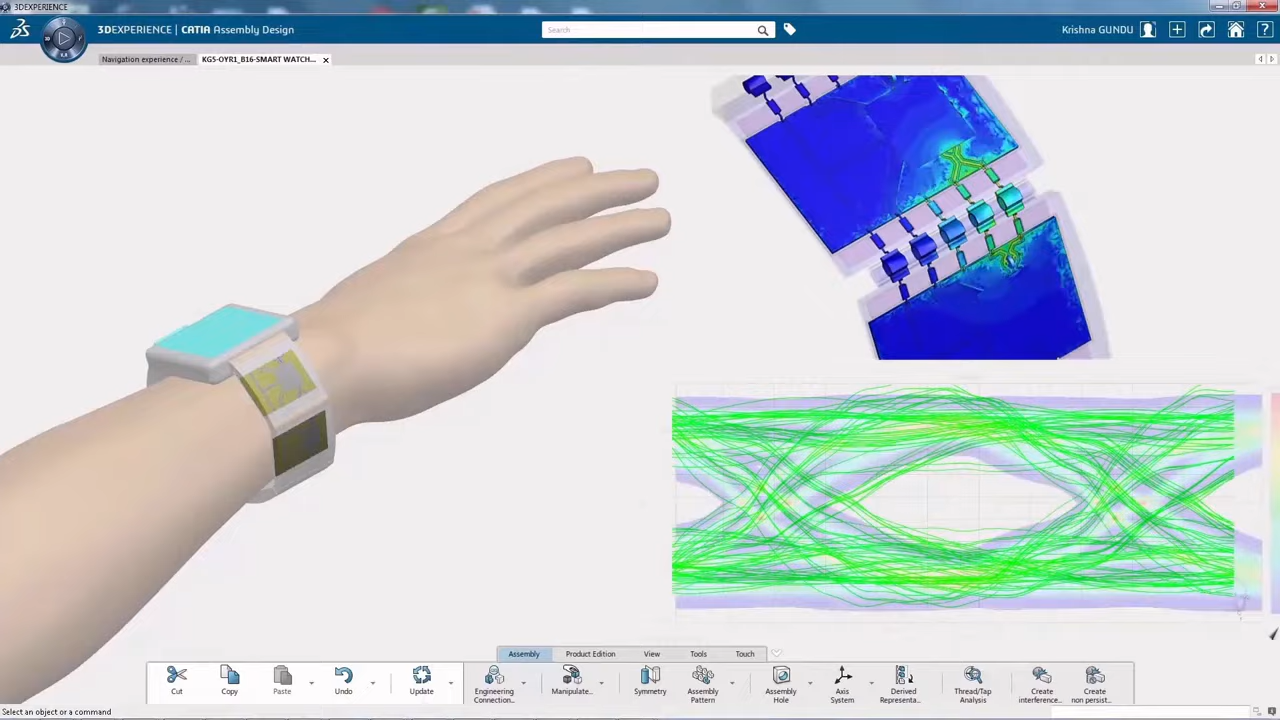 3DEXPERIENCE
3DEXPERIENCE | CATIA Assembly Design
Search
Krishna GUNDU
Navigation experience / ...
KG5-OYR1_B16-SMART WATCH...
Assembly
Product Edition
View
Tools
Touch
Cut
Copy
Paste
Undo
Update
Engineering Connection...
Manipulate...
Symmetry
Assembly Pattern
Assembly Hole
Axis System
Derived Representa...
Thread/Tap Analysis
Create interference...
Create non persist...
Select an object or a command